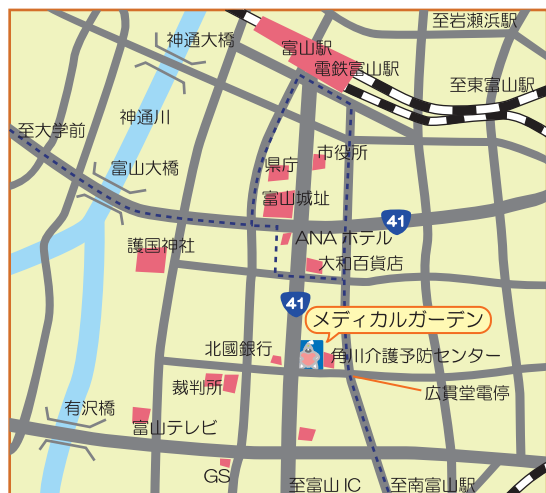 至岩瀬浜駅
神通大橋
富山駅
電鉄富山駅
至東富山駅
神通川
至大学前
市役所
富山大橋
県庁
富山城址
41
ANAホテル
護国神社
大和百貨店
41
メディカルガーデン
北國銀行
角川介護予防センター
裁判所
広貫堂電停
有沢橋
富山テレビ
GS
至富山IC
至南富山駅